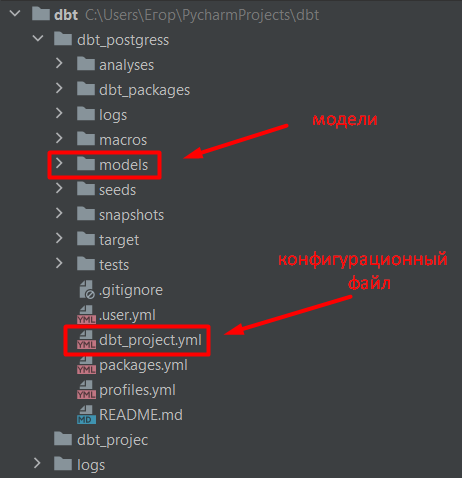 dbt C:\Users\Егор\PycharmProjects\dbt
dbt_postgress
analyses
dbt_packages
logs
macros
модели
models
seeds
snapshots
target
конфигурационный
файл
tests
.gitignore
.user.yml
YML
dbt_project.yml
YML
packages.yml
YML
profiles.yml
YML
README.md
MD
dbt_projec
logs